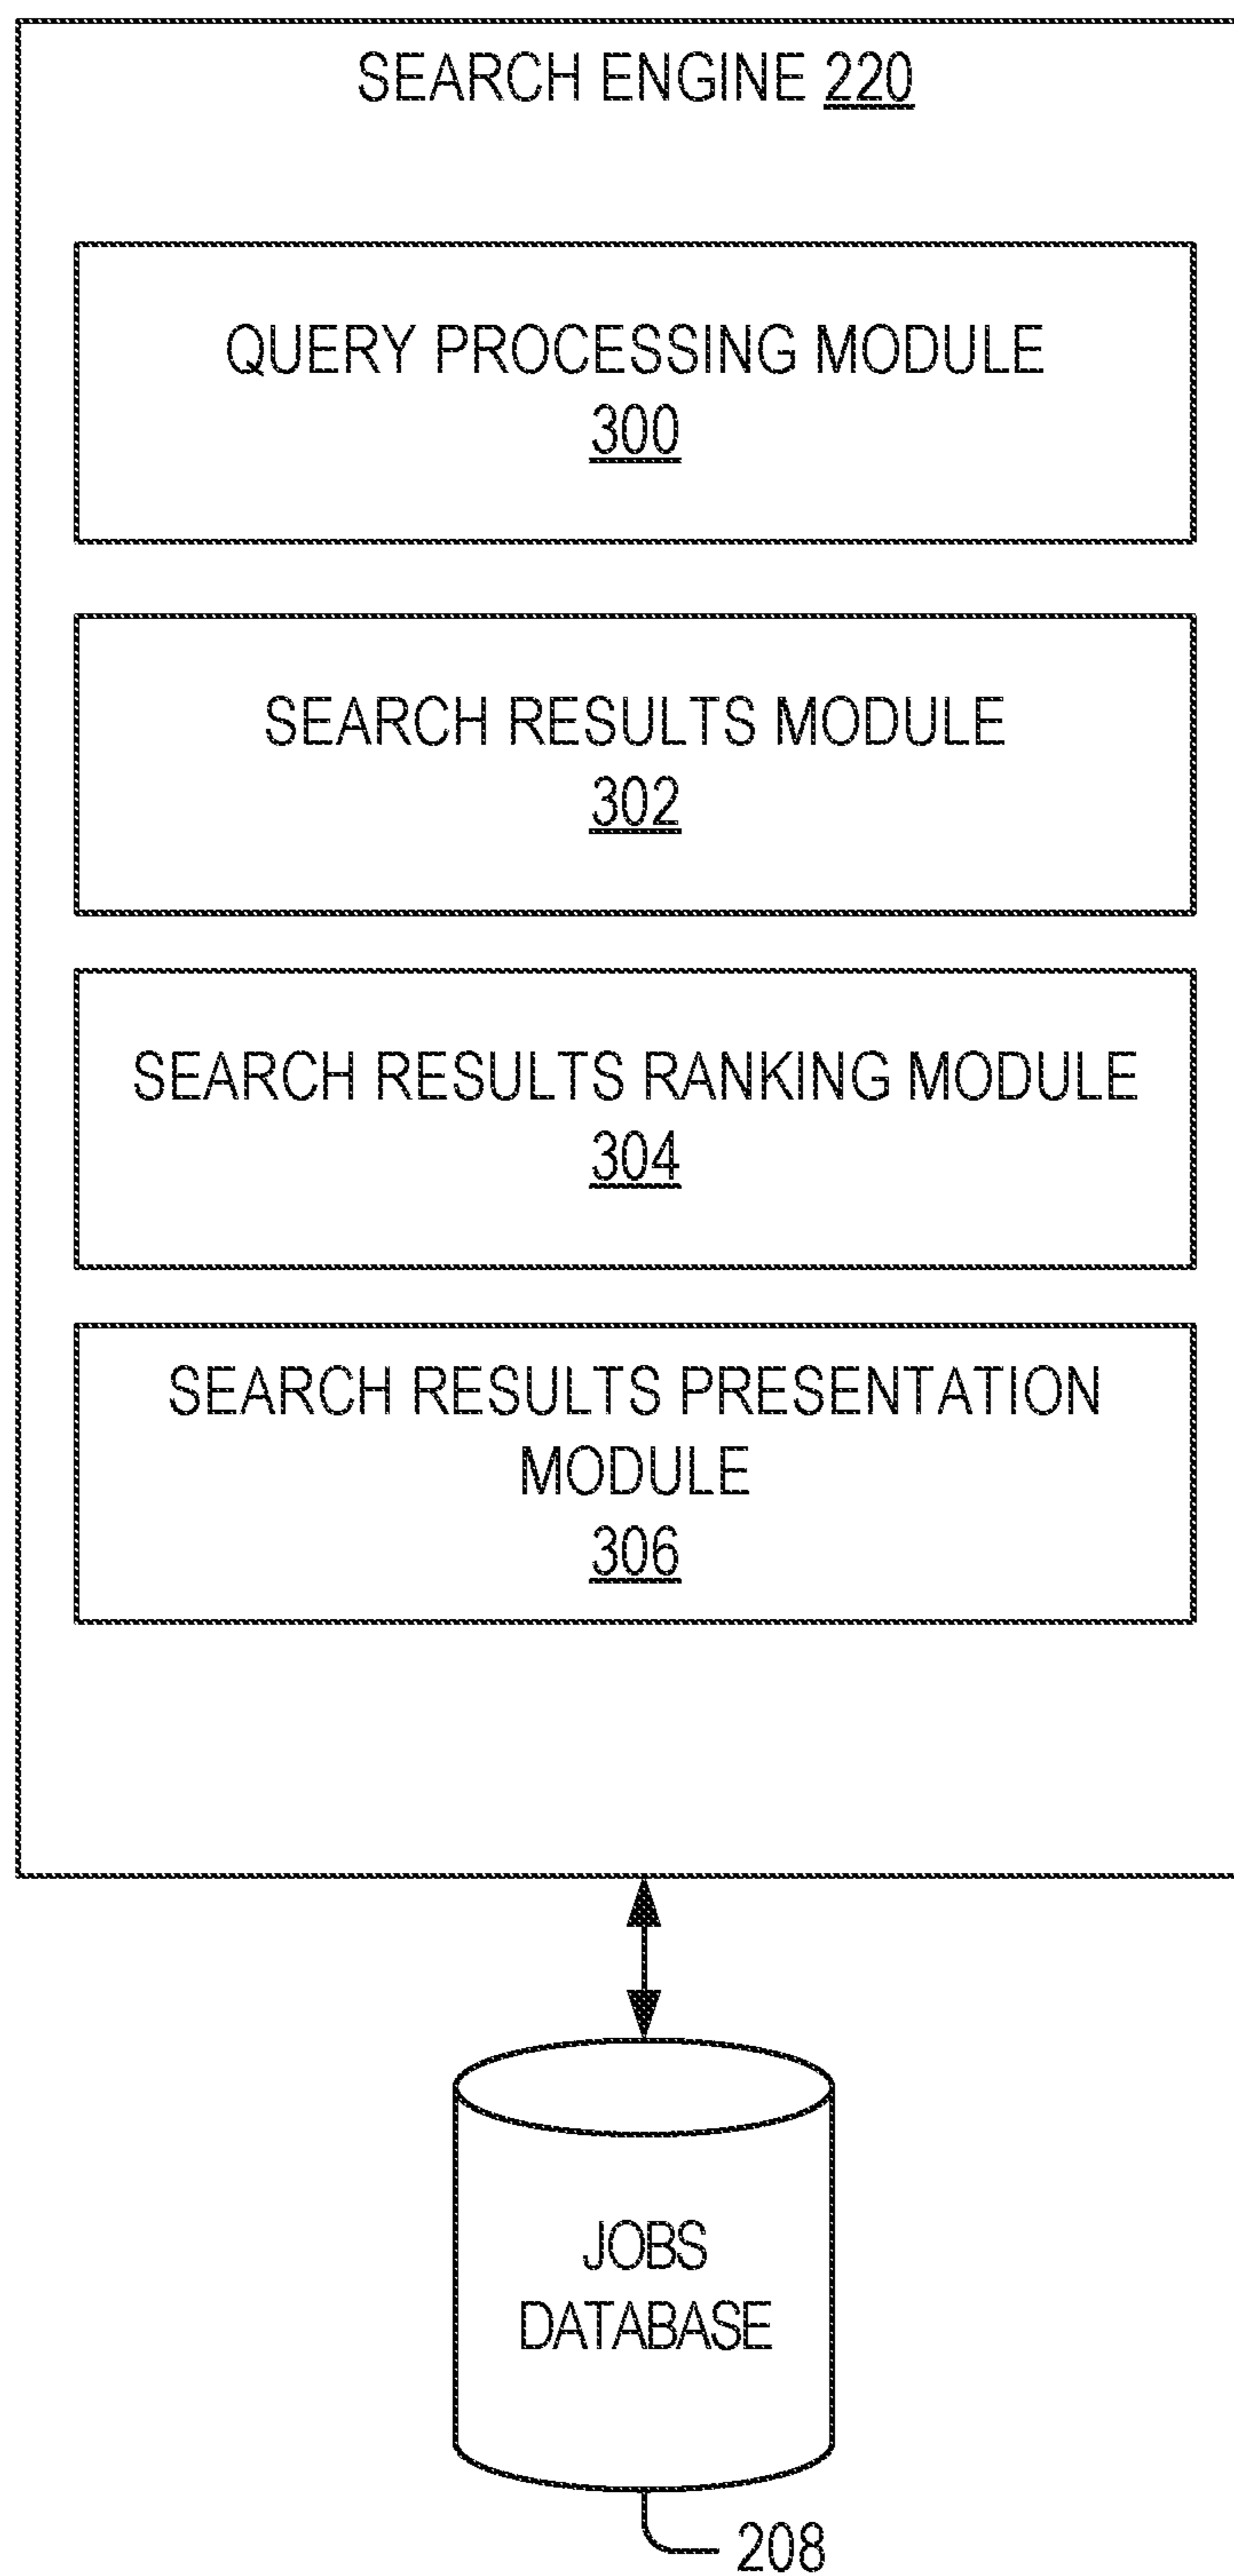 SEARCH ENGINE 220
QUERY PROCESSING MODULE
300
SEARCH RESULTS MODULE
302
SEARCH RESULTS RANKING MODULE
304
SEARCH RESULTS PRESENTATION
MODULE
306
JOBS
DATABASE
208